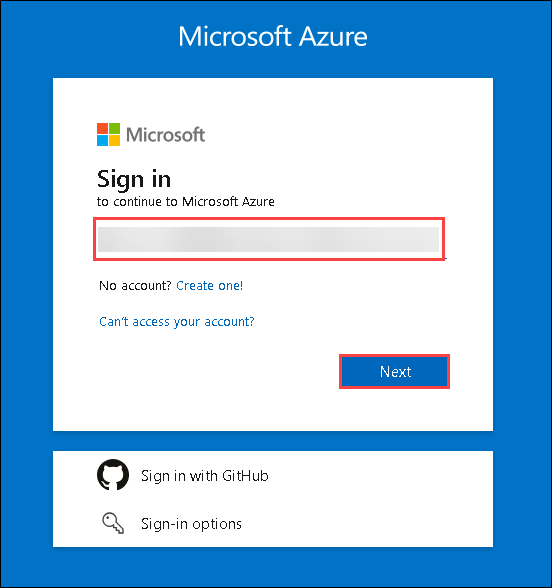 Microsoft Azure
Microsoft
Sign in
to continue to Microsoft Azure
No account? Create one!
Can't access your account?
Next
Sign in with GitHub
Sign-in options